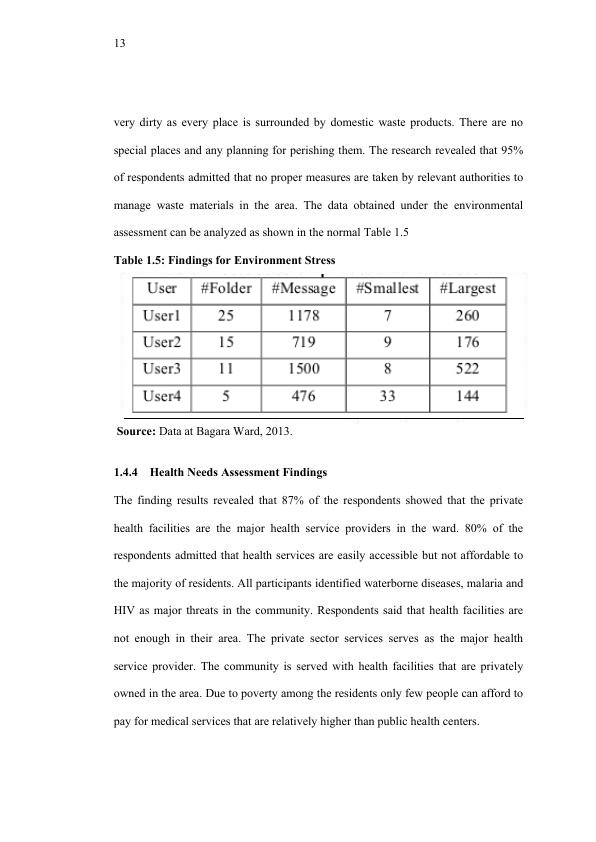 13
very dirty as every place is surrounded by domestic waste products. There are no
special places and any planning for perishing them. The research revealed that 95%
of respondents admitted that no proper measures are taken by relevant authorities to
manage waste materials in the area. The data obtained under the environmental
assessment can be analyzed as shown in the normal Table 1.5
Table 1.5: Findings for Environment Stress
User #Folder #Message #Smallest #Largest
User1 25 1178 7 260
User2 15 719 9 176
User3 11 1500 8 522
User4 5 476 33 144
Source: Data at Bagara Ward, 2013.
1.4.4 Health Needs Assessment Findings
The finding results revealed that 87% of the respondents showed that the private
health facilities are the major health service providers in the ward. 80% of the
respondents admitted that health services are easily accessible but not affordable to
the majority of residents. All participants identified waterborne diseases, malaria and
HIV as major threats in the community. Respondents said that health facilities are
not enough in their area. The private sector services serves as the major health
service provider. The community is served with health facilities that are privately
owned in the area. Due to poverty among the residents only few people can afford to
pay for medical services that are relatively higher than public health centers.